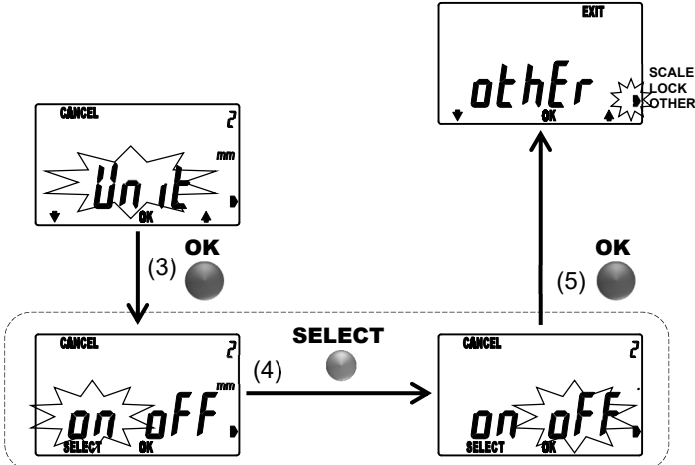 EXIT
othEr
OK
SCALE
LOCK
OTHER
CANCEL
2
mm
Unit
OK
(3) OK
(5) OK
CANCEL
2
mm
on oFF
SELECT OK
(4) SELECT
CANCEL
2
on oFF
SELECT OK